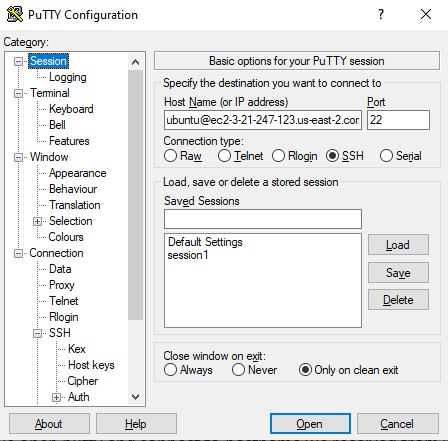 PuTTY Configuration
Category:
Session
Logging
Terminal
Keyboard
Bell
Features
Window
Appearance
Behaviour
Translation
Selection
Colours
Connection
Data
Proxy
Telnet
Rlogin
SSH
Kex
Host keys
Cipher
Auth
Basic options for your PuTTY session
Specify the destination you want to connect to
Host Name (or IP address) Port
ubuntu@ec2-3-21-247-123.us-east-2.cor 22
Connection type:
Raw Telnet Rlogin SSH Serial
Load, save or delete a stored session
Saved Sessions
Default Settings
session1
Load
Save
Delete
Close window on exit:
Always Never Only on clean exit
About Help Open Cancel